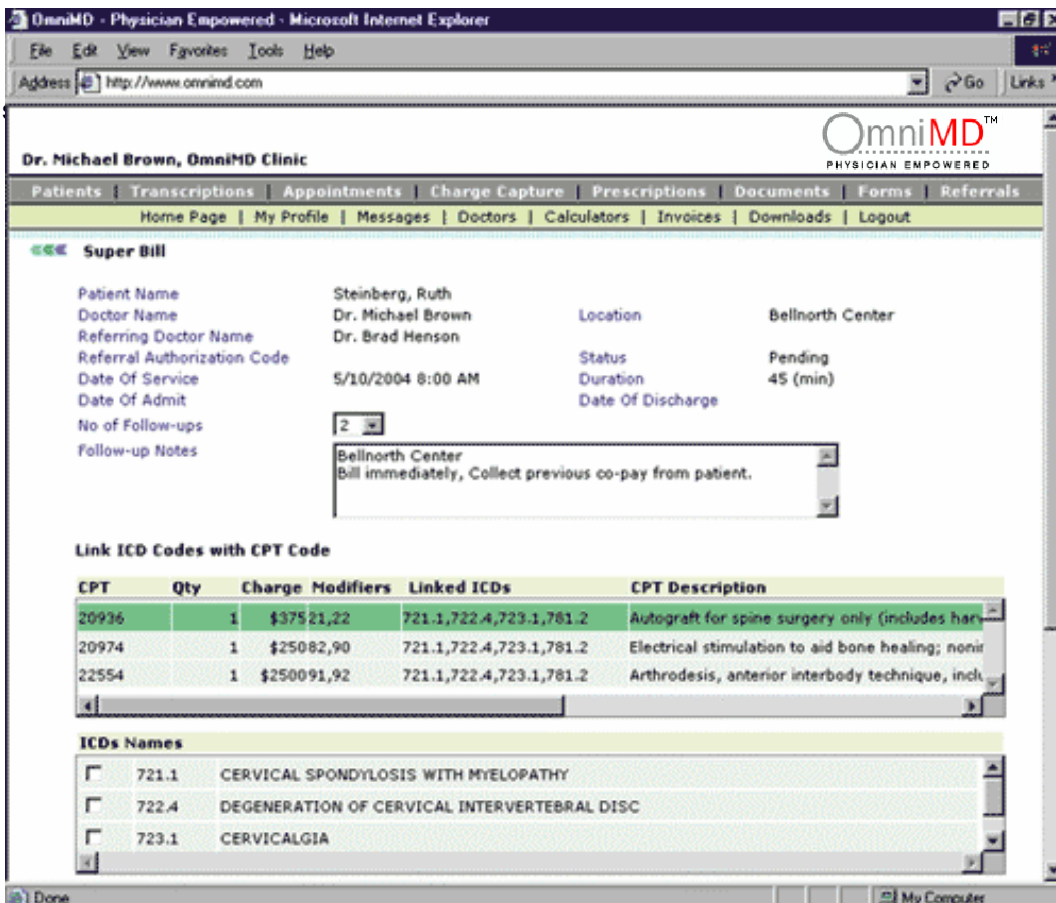 OmniMD - Physician Empowered - Microsoft Internet Explorer
File Edit View Favorites Tools Help
Address http://www.omnimd.com Go Links
OmniMD™
PHYSICIAN EMPOWERED
Dr. Michael Brown, OmniMD Clinic
Patients | Transcriptions | Appointments | Charge Capture | Prescriptions | Documents | Forms | Referrals
Home Page | My Profile | Messages | Doctors | Calculators | Invoices | Downloads | Logout
Super Bill
Patient Name Steinberg, Ruth
Doctor Name Dr. Michael Brown Location Bellnorth Center
Referring Doctor Name Dr. Brad Henson
Referral Authorization Code Status Pending
Date Of Service 5/10/2004 8:00 AM Duration 45 (min)
Date Of Admit Date Of Discharge
No of Follow-ups 2
Follow-up Notes Bellnorth Center
Bill immediately, Collect previous co-pay from patient.
Link ICD Codes with CPT Code
CPT Qty Charge Modifiers Linked ICDs CPT Description
20936 1 $375 21,22 721.1,722.4,723.1,781.2 Autograft for spine surgery only (includes har
20974 1 $250 82,90 721.1,722.4,723.1,781.2 Electrical stimulation to aid bone healing; nonin
22554 1 $2500 91,92 721.1,722.4,723.1,781.2 Arthrodesis, anterior interbody technique, inclu
ICDs Names
721.1 CERVICAL SPONDYLOSIS WITH MYELOPATHY
722.4 DEGENERATION OF CERVICAL INTERVERTEBRAL DISC
723.1 CERVICALGIA
Done My Computer